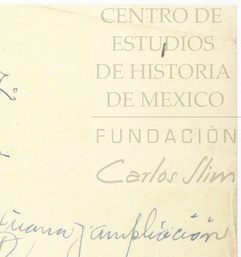 CENTRO DE
ESTUDIOS
DE HISTORIA
DE MEXICO
FUNDACIÓN
Carlos Slim
y ampliación